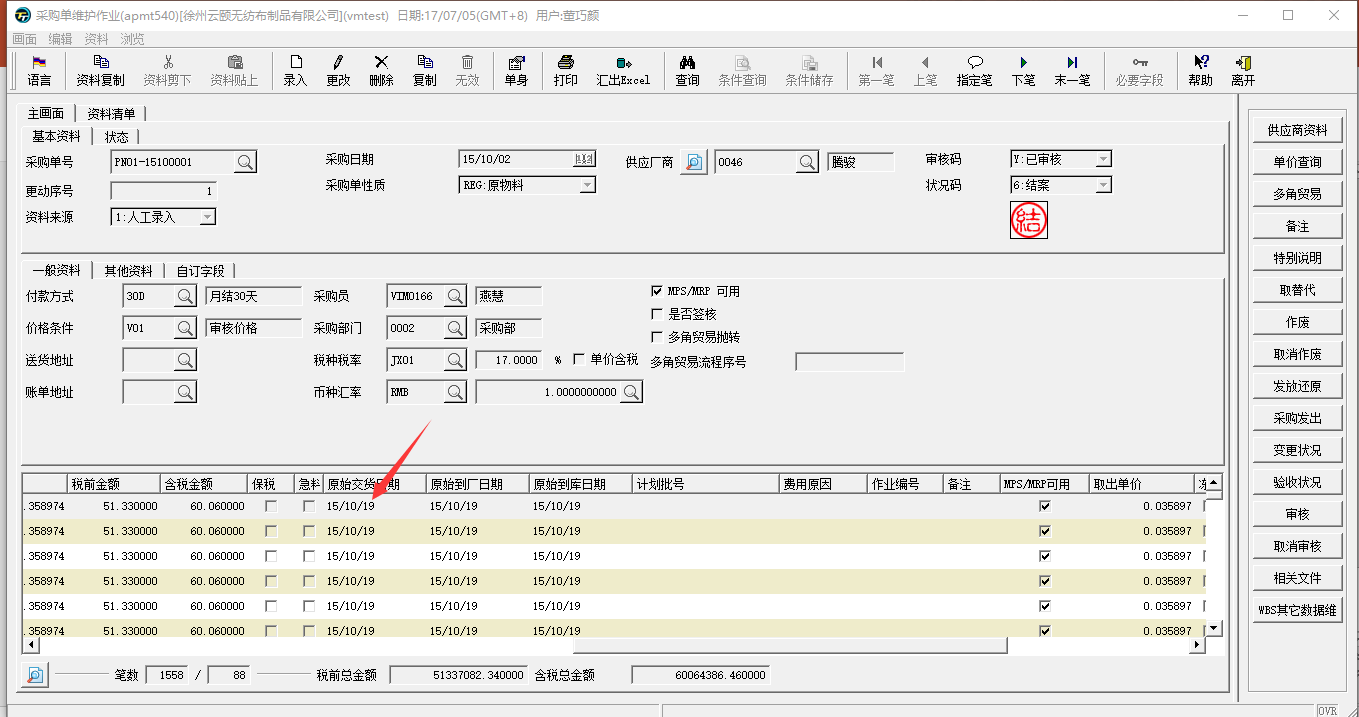 采购单维护作业(apmt540)[徐州云颐无纺布制品有限公司](vmtest) 日期:17/07/05(GMT+8) 用户:董巧颜
画面 编辑 资料 浏览
语言 资料复制 资料剪下 资料贴上 录入 更改 删除 复制 无效 单身 打印 汇出Excel 查询 条件查询 条件储存 第一笔 上笔 指定笔 下笔 末一笔 必要字段 帮助 离开
主画面 资料清单
基本资料 状态
采购单号 PN01-15100001 采购日期 15/10/02 供应厂商 0046 腾骏 审核码 Y:已审核
更动序号 1 采购单性质 REG:原物料 状况码 6:结案
资料来源 1:人工录入
結
一般资料 其他资料 自订字段
付款方式 30D 月结30天 采购员 VIM0166 燕慧 MPS/MRP 可用
是否签核
价格条件 V01 审核价格 采购部门 0002 采购部 多角贸易抛转
送货地址 税种税率 JX01 17.0000 % 单价含税 多角贸易流程序号
账单地址 币种汇率 RMB 1.0000000000
税前金额 含税金额 保税 急料 原始交货日期 原始到厂日期 原始到库日期 计划批号 费用原因 作业编号 备注 MPS/MRP可用 取出单价
.358974 51.330000 60.060000 15/10/19 15/10/19 15/10/19 0.035897
.358974 51.330000 60.060000 15/10/19 15/10/19 15/10/19 0.035897
.358974 51.330000 60.060000 15/10/19 15/10/19 15/10/19 0.035897
.358974 51.330000 60.060000 15/10/19 15/10/19 15/10/19 0.035897
.358974 51.330000 60.060000 15/10/19 15/10/19 15/10/19 0.035897
.358974 51.330000 60.060000 15/10/19 15/10/19 15/10/19 0.035897
笔数 1558 / 88 税前总金额 51337082.340000 含税总金额 60064386.460000
供应商资料
单价查询
多角贸易
备注
特别说明
取替代
作废
取消作废
发放还原
采购发出
变更状况
验收状况
审核
取消审核
相关文件
WBS其它数据维
OVR